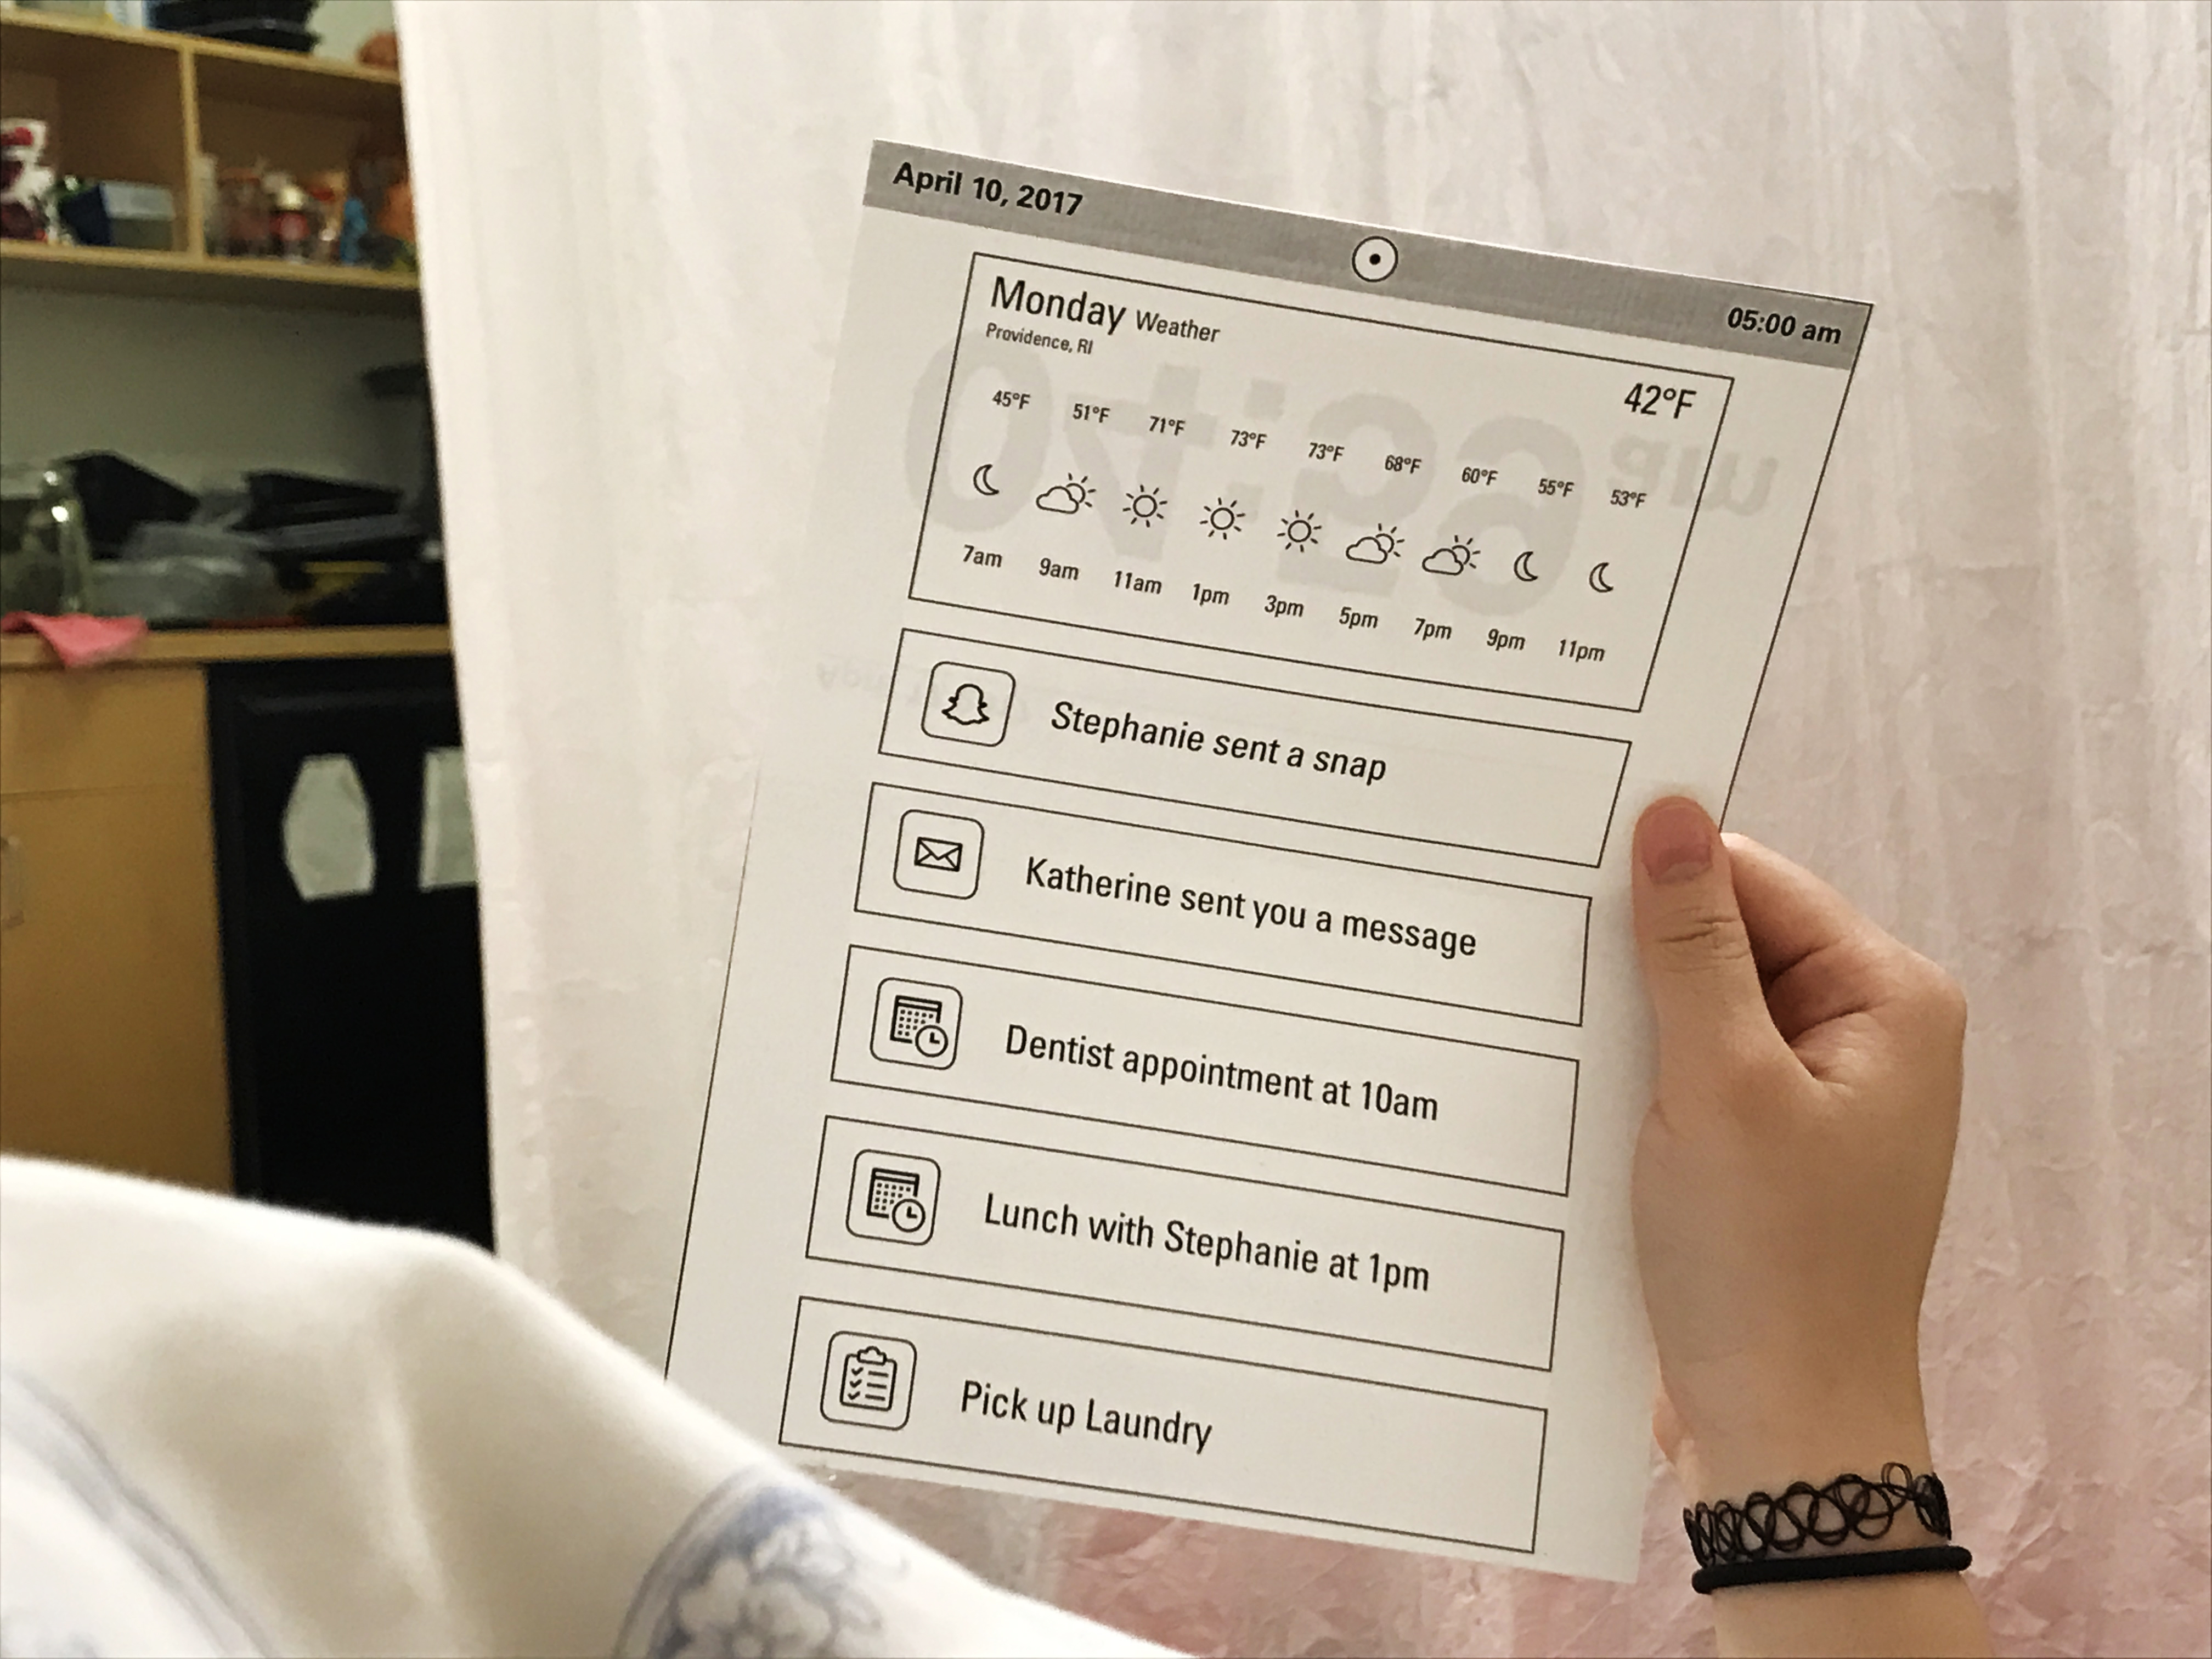 April 10, 2017
05:00 am
Monday Weather
Providence, RI
42°F
45°F 51°F 71°F 73°F 73°F 68°F 60°F 55°F 53°F
7am 9am 11am 1pm 3pm 5pm 7pm 9pm 11pm
Stephanie sent a snap
Katherine sent you a message
Dentist appointment at 10am
Lunch with Stephanie at 1pm
Pick up Laundry